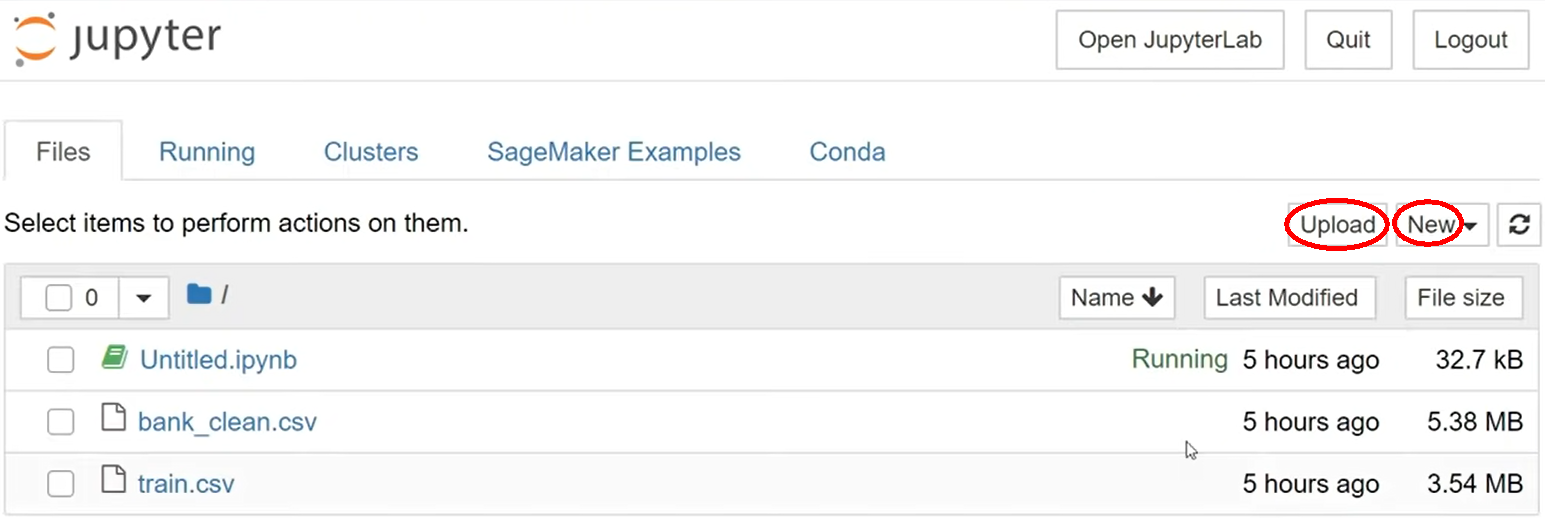 jupyter Open JupyterLab Quit Logout
Files Running Clusters SageMaker Examples Conda
Select items to perform actions on them. Upload New
0 / Name Last Modified File size
Untitled.ipynb Running 5 hours ago 32.7 kB
bank_clean.csv 5 hours ago 5.38 MB
train.csv 5 hours ago 3.54 MB